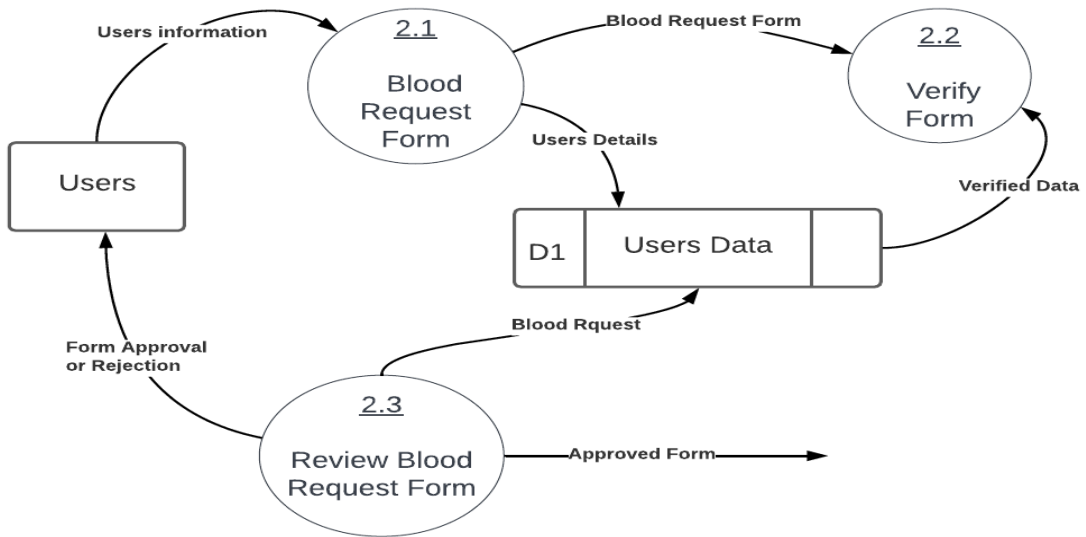 Users information
2.1
Blood
Request
Form
Blood Request Form
2.2
Verify
Form
Users Details
Users
Verified Data
D1
Users Data
Blood Rquest
Form Approval
or Rejection
2.3
Review Blood
Request Form
Approved Form